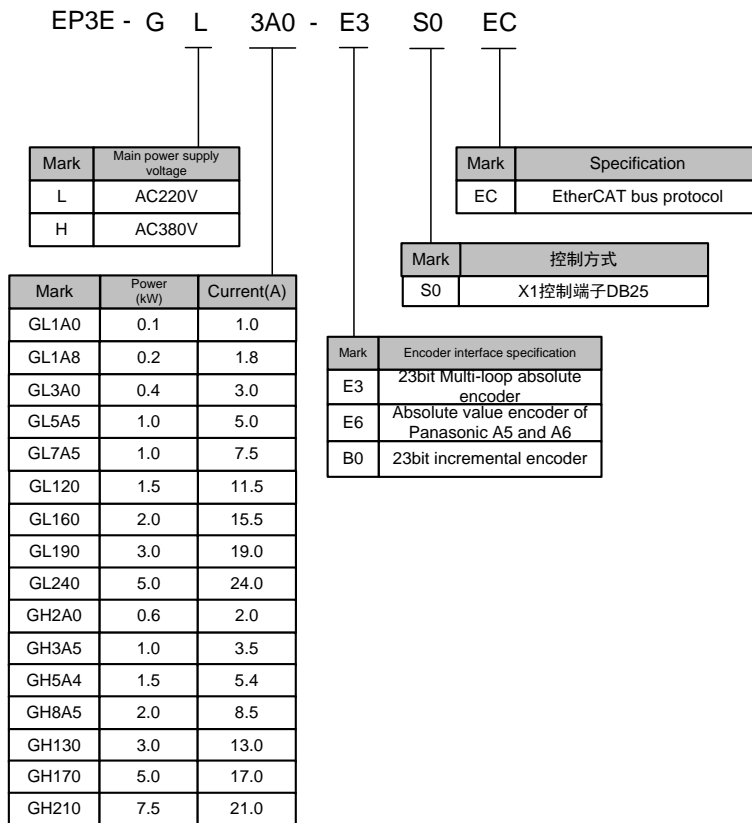 EP3E - G L 3A0 - E3 S0 EC
Mark Main power supply
voltage
L AC220V
H AC380V
Mark Specification
EC EtherCAT bus protocol
Mark 控制方式
S0 X1控制端子DB25
Mark Power
(kW) Current(A)
GL1A0 0.1 1.0
GL1A8 0.2 1.8
GL3A0 0.4 3.0
GL5A5 1.0 5.0
GL7A5 1.0 7.5
GL120 1.5 11.5
GL160 2.0 15.5
GL190 3.0 19.0
GL240 5.0 24.0
GH2A0 0.6 2.0
GH3A5 1.0 3.5
GH5A4 1.5 5.4
GH8A5 2.0 8.5
GH130 3.0 13.0
GH170 5.0 17.0
GH210 7.5 21.0
Mark Encoder interface specification
E3 23bit Multi-loop absolute
encoder
E6 Absolute value encoder of
Panasonic A5 and A6
B0 23bit incremental encoder